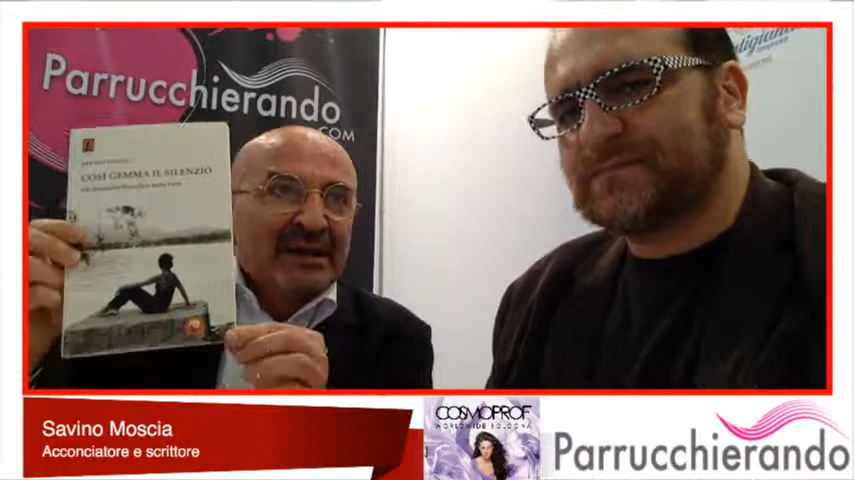 Parrucchierando
.COM
COSÌ GEMMA IL SILENZIO
Savino Moscia
Acconciatore e scrittore
COSMOPROF
WORLDWIDE BOLOGNA
Parrucchierando